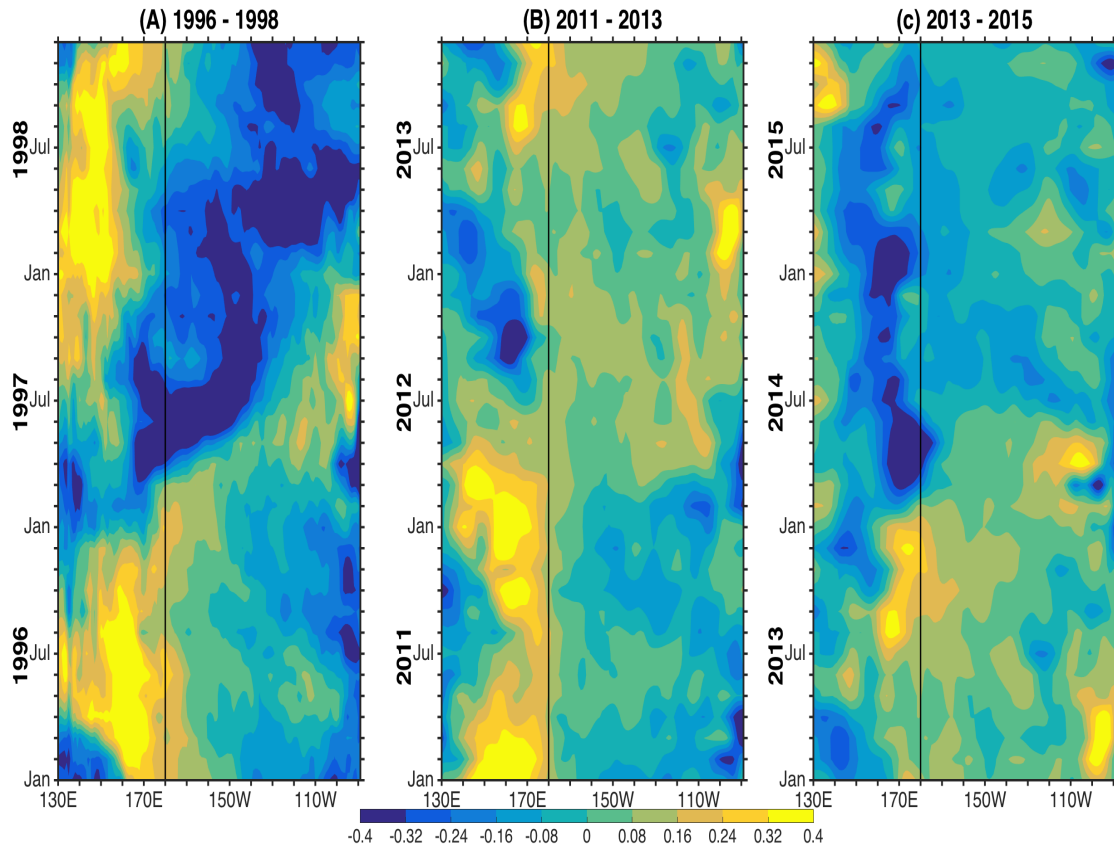 (A) 1996 - 1998
(B) 2011 - 2013
(c) 2013 - 2015
1998
Jul
Jan
1997
Jul
Jan
1996
Jul
Jan
2013
Jul
Jan
2012
Jul
Jan
2011
Jul
Jan
2015
Jul
Jan
2014
Jul
Jan
2013
Jul
Jan
130E 170E 150W 110W
130E 170E 150W 110W
130E 170E 150W 110W
-0.4 -0.32 -0.24 -0.16 -0.08 0 0.08 0.16 0.24 0.32 0.4